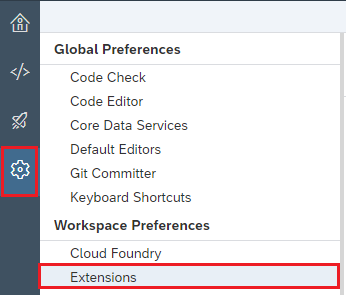 Global Preferences
Code Check
Code Editor
Core Data Services
Default Editors
Git Committer
Keyboard Shortcuts
Workspace Preferences
Cloud Foundry
Extensions